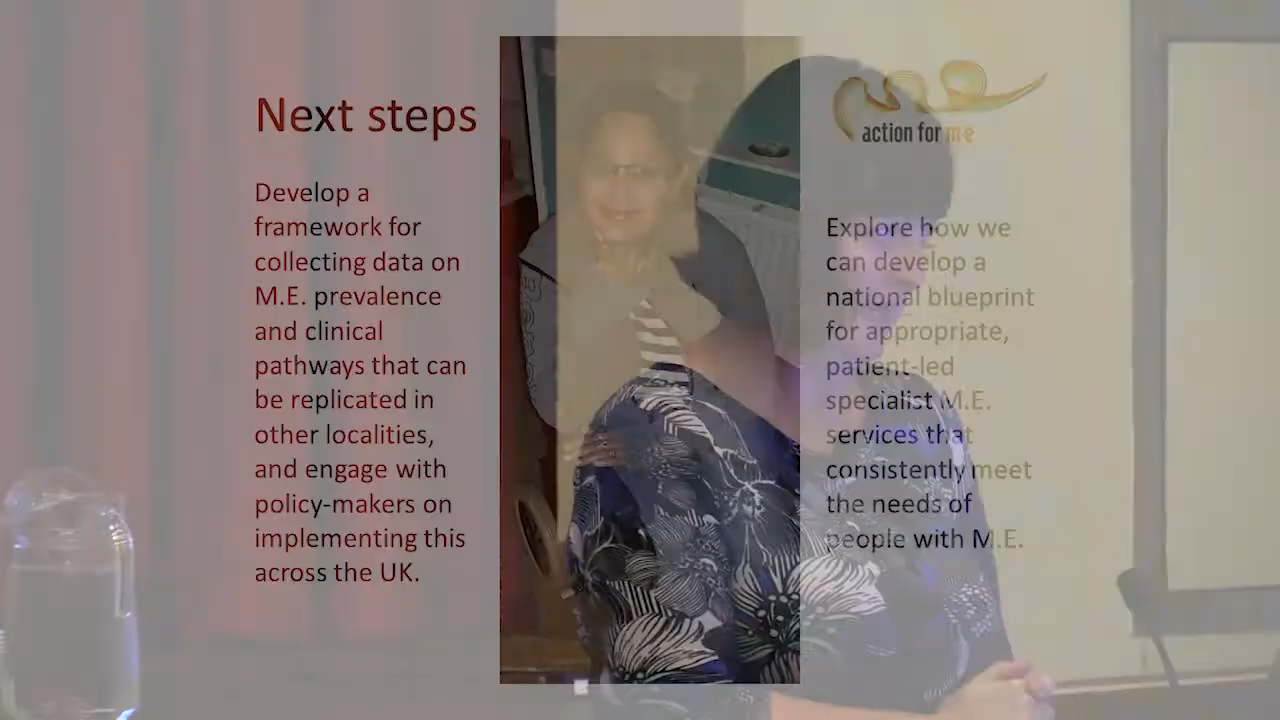 Next steps
Develop a
framework for
collecting data on
M.E. prevalence
and clinical
pathways that can
be replicated in
other localities,
and engage with
policy-makers on
implementing this
across the UK.
action for m·e
Explore how we
can develop a
national blueprint
for appropriate,
patient-led
specialist M.E.
services that
consistently meet
the needs of
people with M.E.